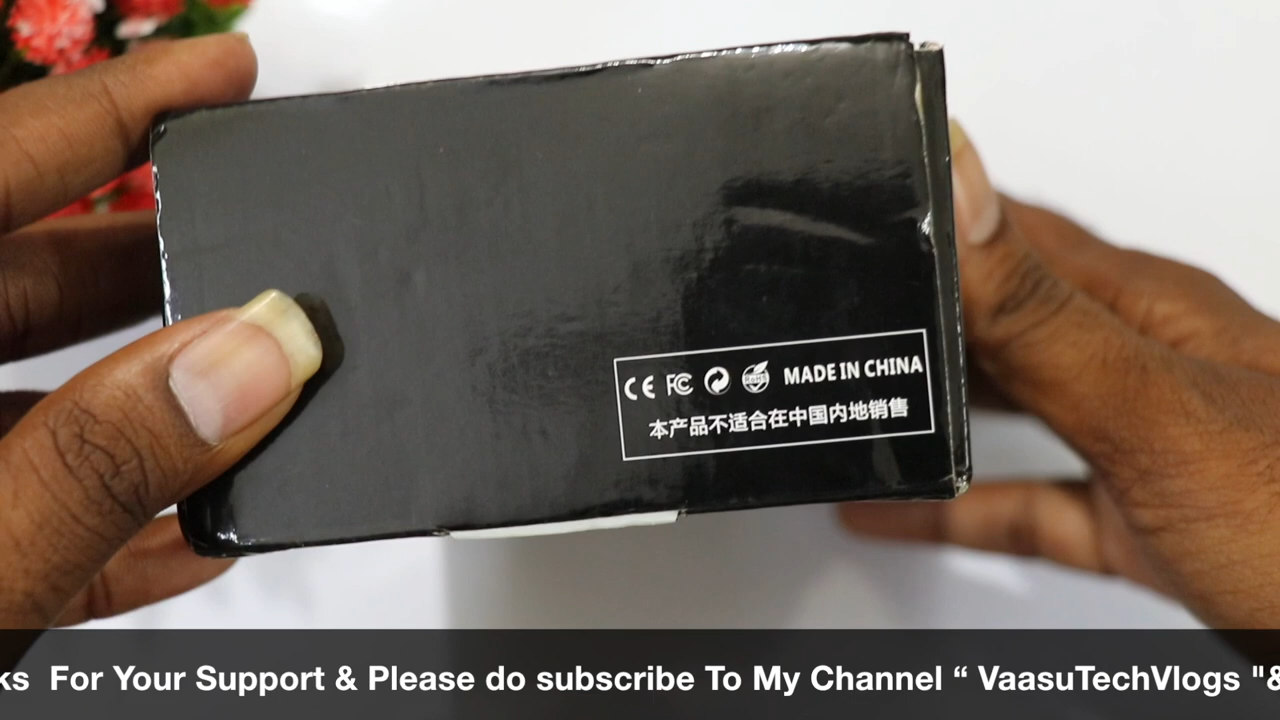 CE FC RoHS MADE IN CHINA
本产品不适合在中国内地销售
ks For Your Support & Please do subscribe To My Channel “ VaasuTechVlogs "&